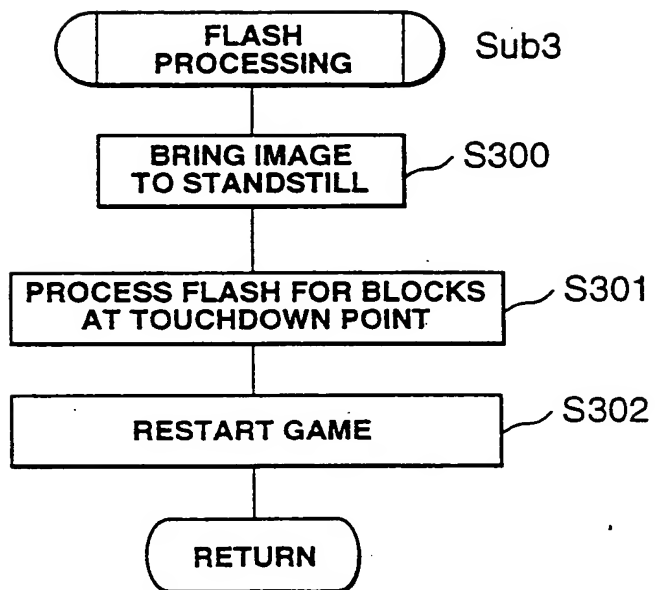 FLASH
PROCESSING
Sub3
BRING IMAGE
TO STANDSTILL
S300
PROCESS FLASH FOR BLOCKS
AT TOUCHDOWN POINT
S301
RESTART GAME
S302
RETURN